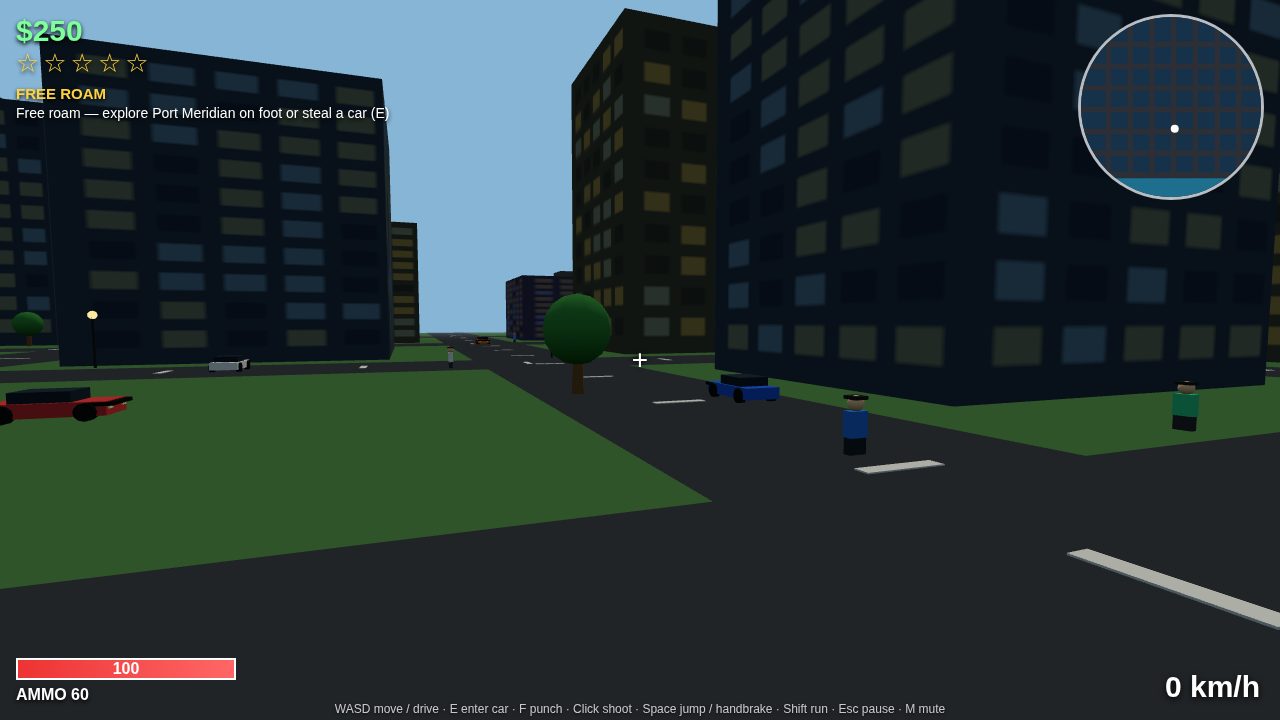 $250
☆☆☆☆☆
FREE ROAM
Free roam — explore Port Meridian on foot or steal a car (E)
100
AMMO 60
0 km/h
WASD move / drive · E enter car · F punch · Click shoot · Space jump / handbrake · Shift run · Esc pause · M mute